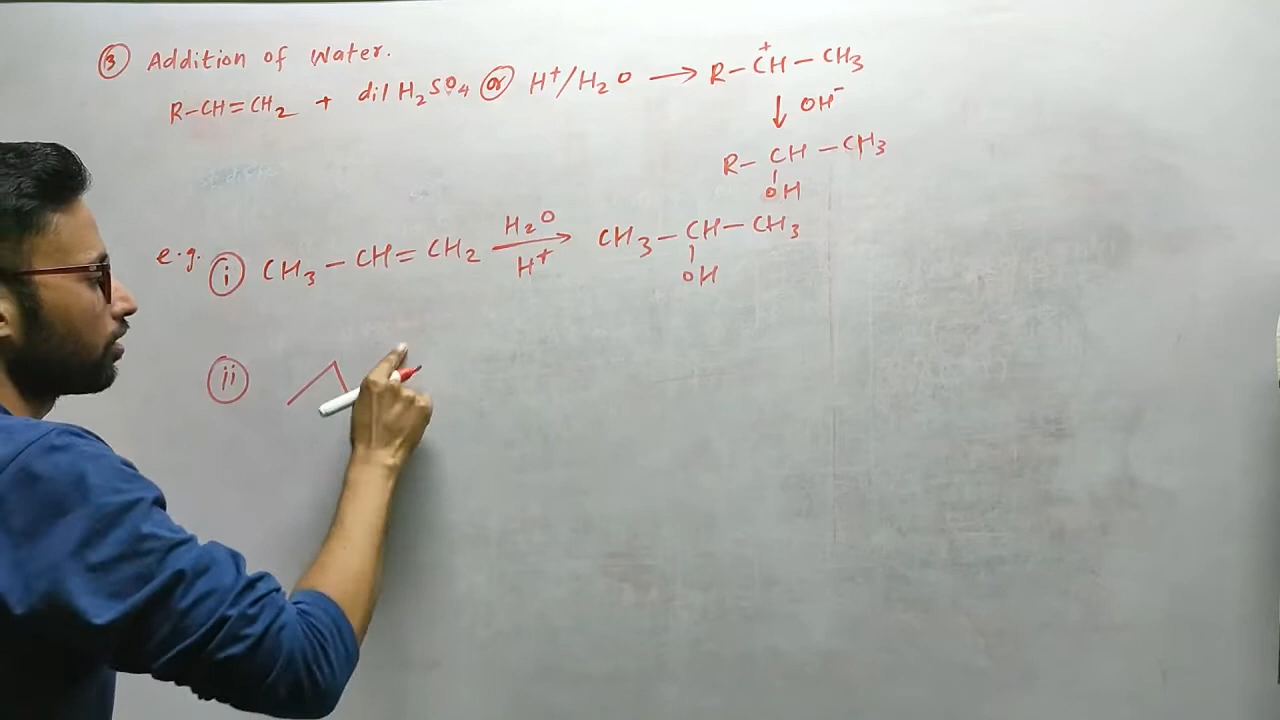 ③ Addition of Water.
R-CH=CH₂ + dil H₂SO₄ or H⁺/H₂O ⟶ R-C⁺H-CH₃
↓ OH⁻
R-CH-CH₃
OH
e.g. ⓘ CH₃-CH=CH₂ H₂O / H⁺ ⟶ CH₃-CH-CH₃
OH
ii